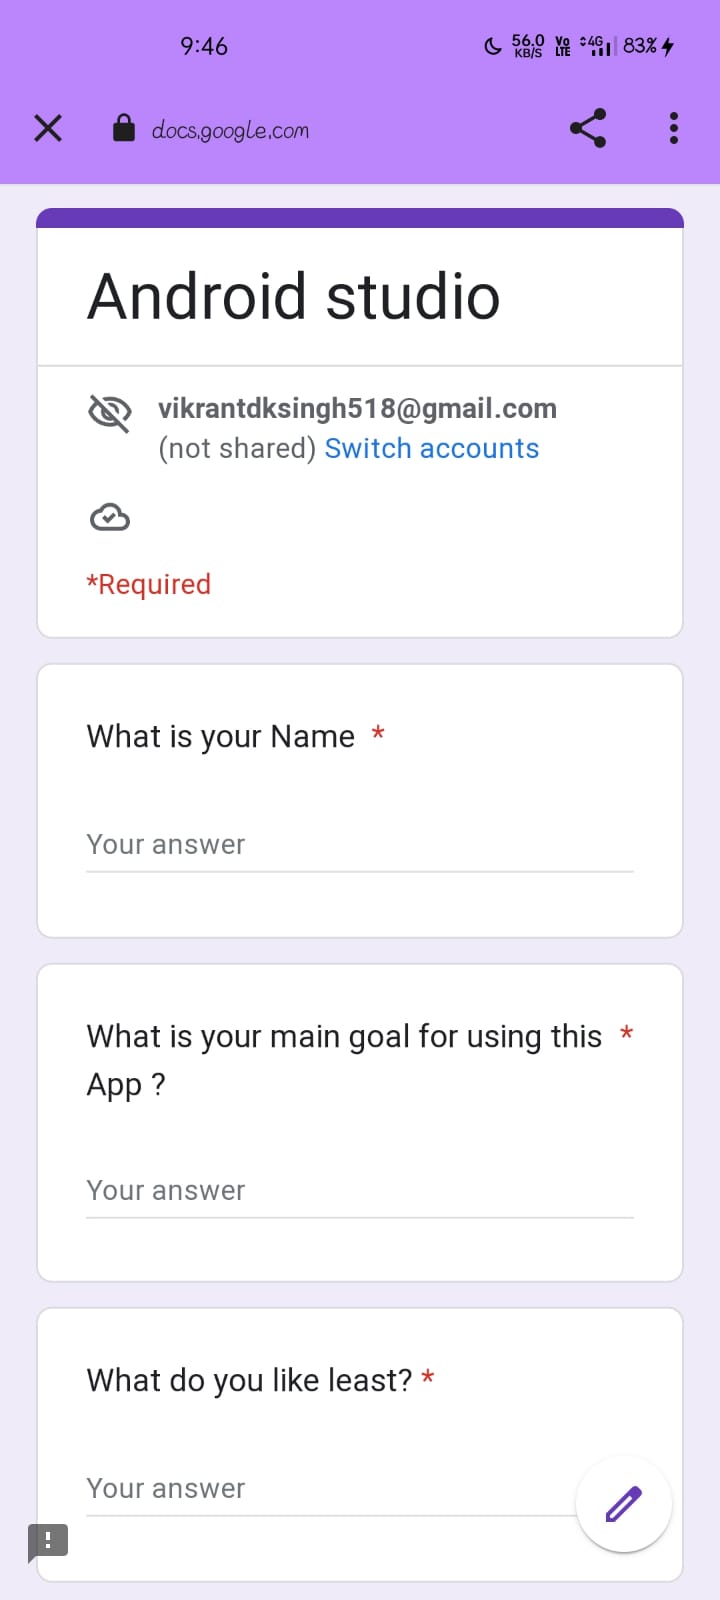 9:46
56.0 KB/S Vo LTE 4G 83%
docs.google.com
Android studio
vikrantdksingh518@gmail.com
(not shared) Switch accounts
*Required
What is your Name *
Your answer
What is your main goal for using this *
App ?
Your answer
What do you like least? *
Your answer